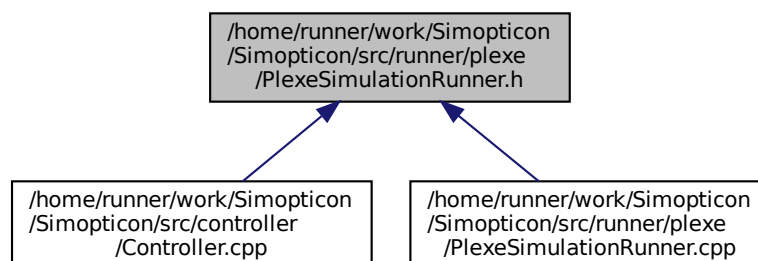 /home/runner/work/Simopticon
/Simopticon/src/runner/plexe
/PlexeSimulationRunner.h
/home/runner/work/Simopticon
/Simopticon/src/controller
/Controller.cpp
/home/runner/work/Simopticon
/Simopticon/src/runner/plexe
/PlexeSimulationRunner.cpp